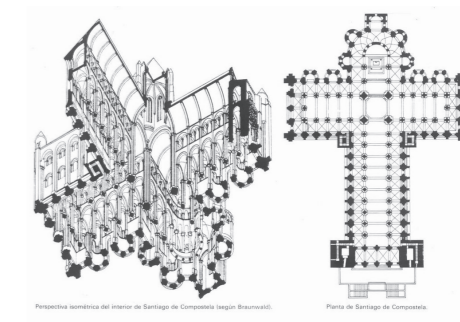 Perspectiva isométrica del interior de Santiago de Compostela (según Braunwald).
Planta de Santiago de Compostela.